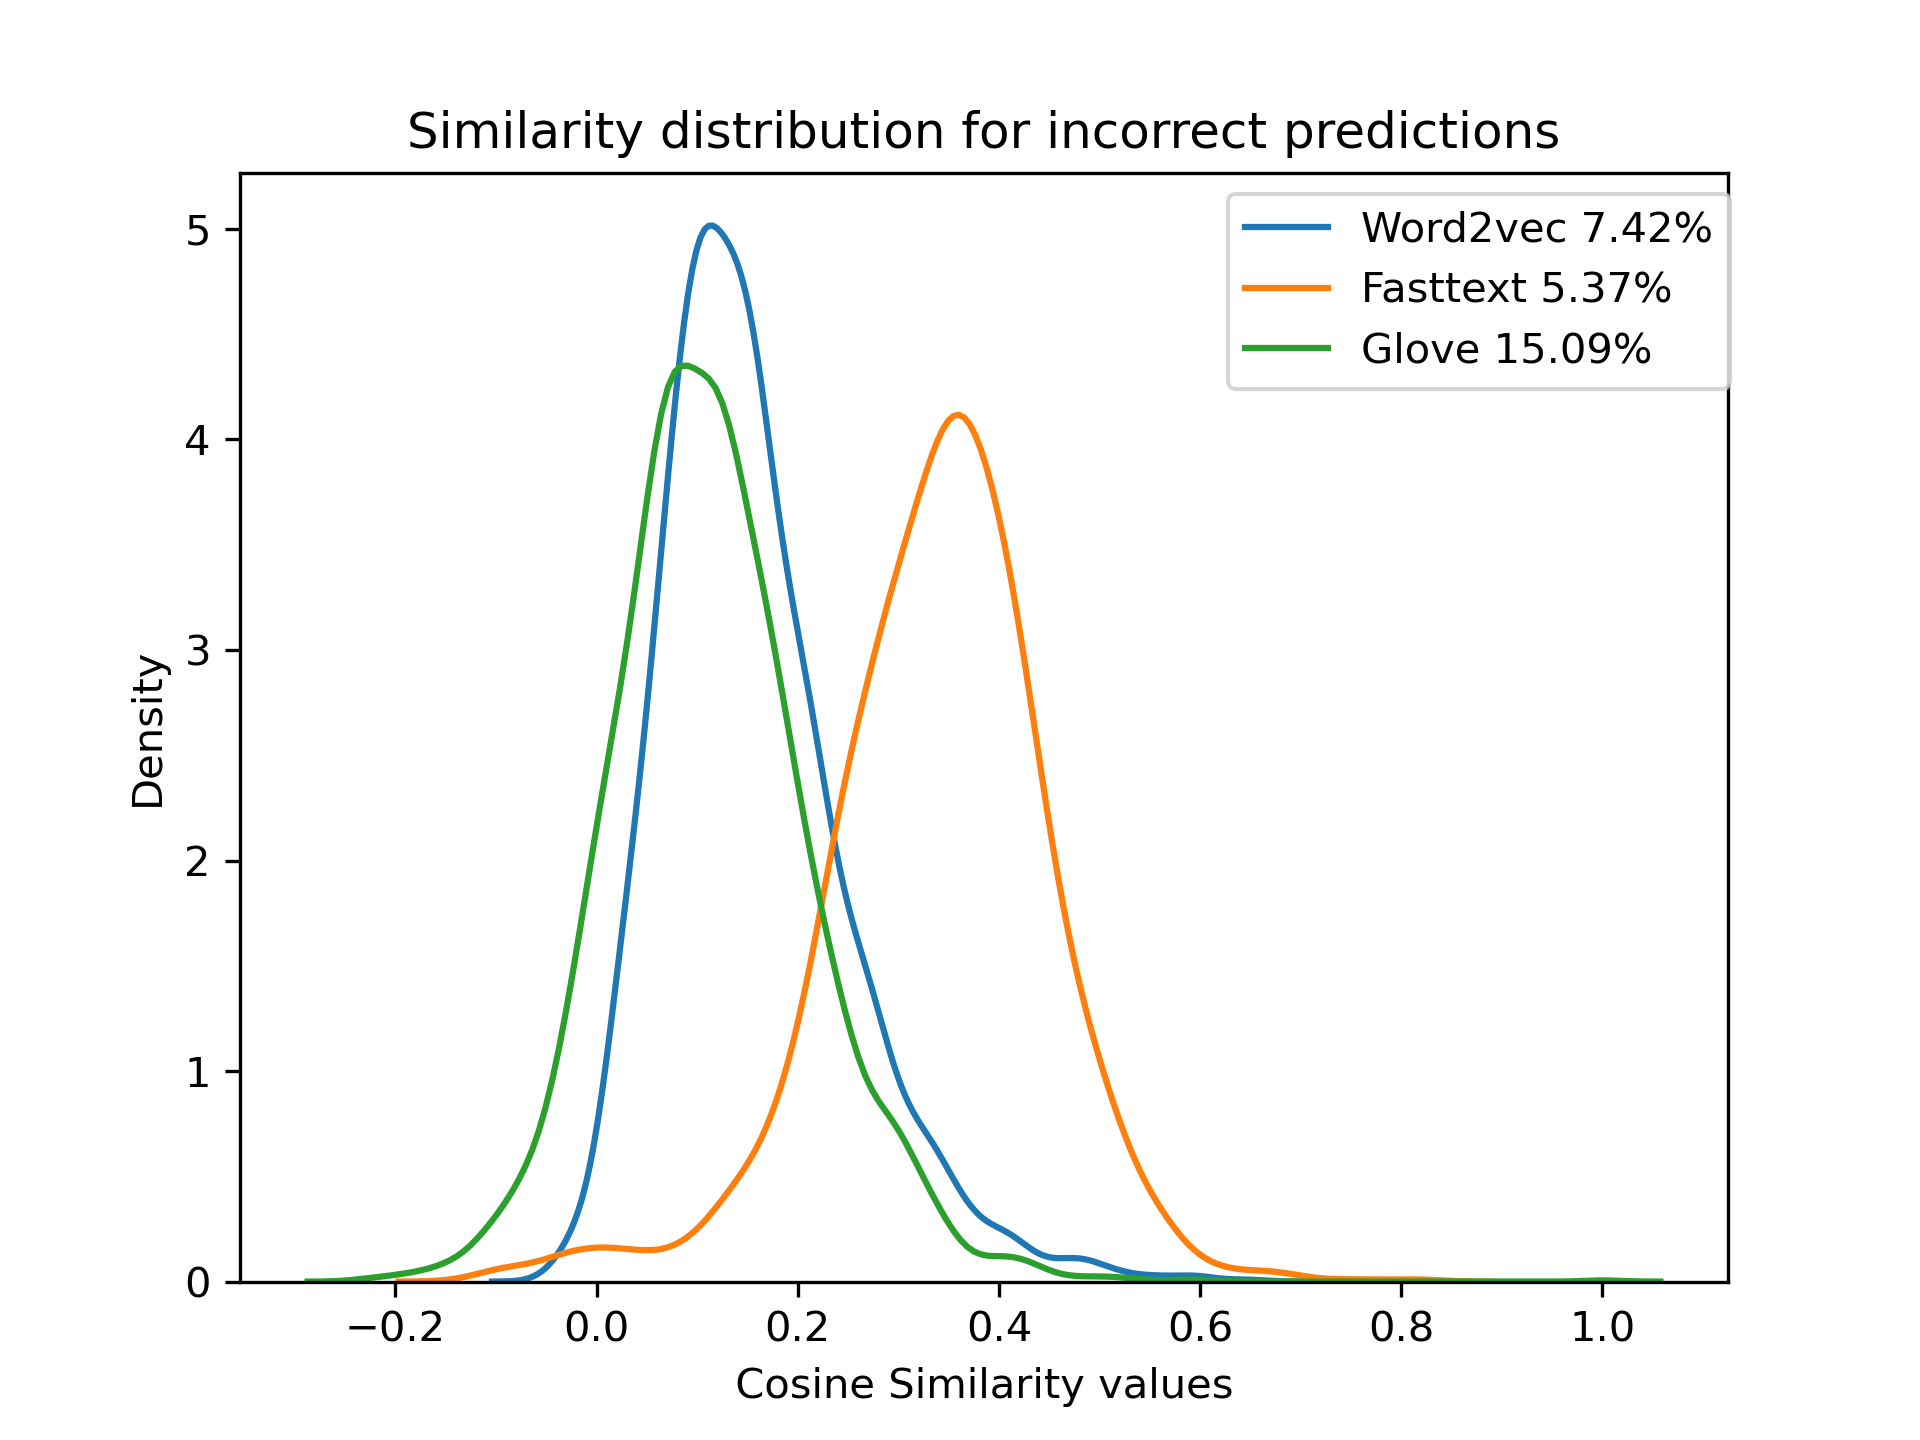 Similarity distribution for incorrect predictions
Word2vec 7.42%
Fasttext 5.37%
Glove 15.09%
5
4
3
2
1
0
Density
−0.2 0.0 0.2 0.4 0.6 0.8 1.0
Cosine Similarity values